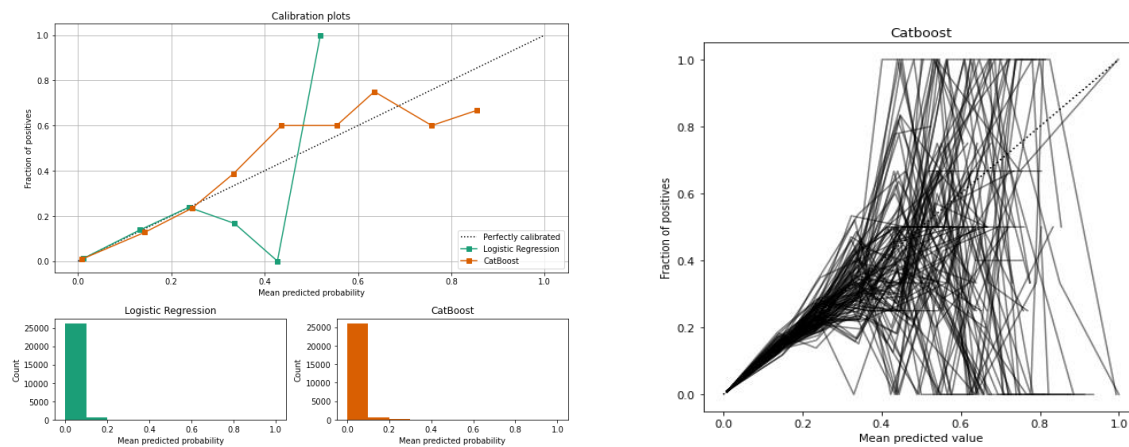 Calibration plots
1.0
0.8
0.6
0.4
0.2
0.0
Fraction of positives
Perfectly calibrated
Logistic Regression
CatBoost
0.0 0.2 0.4 0.6 0.8 1.0
Mean predicted probability
Logistic Regression
25000
20000
15000
10000
5000
0
Count
0.0 0.2 0.4 0.6 0.8 1.0
Mean predicted probability
CatBoost
25000
20000
15000
10000
5000
0
Count
0.0 0.2 0.4 0.6 0.8 1.0
Mean predicted probability
Catboost
1.0
0.8
0.6
0.4
0.2
0.0
Fraction of positives
0.0 0.2 0.4 0.6 0.8 1.0
Mean predicted value